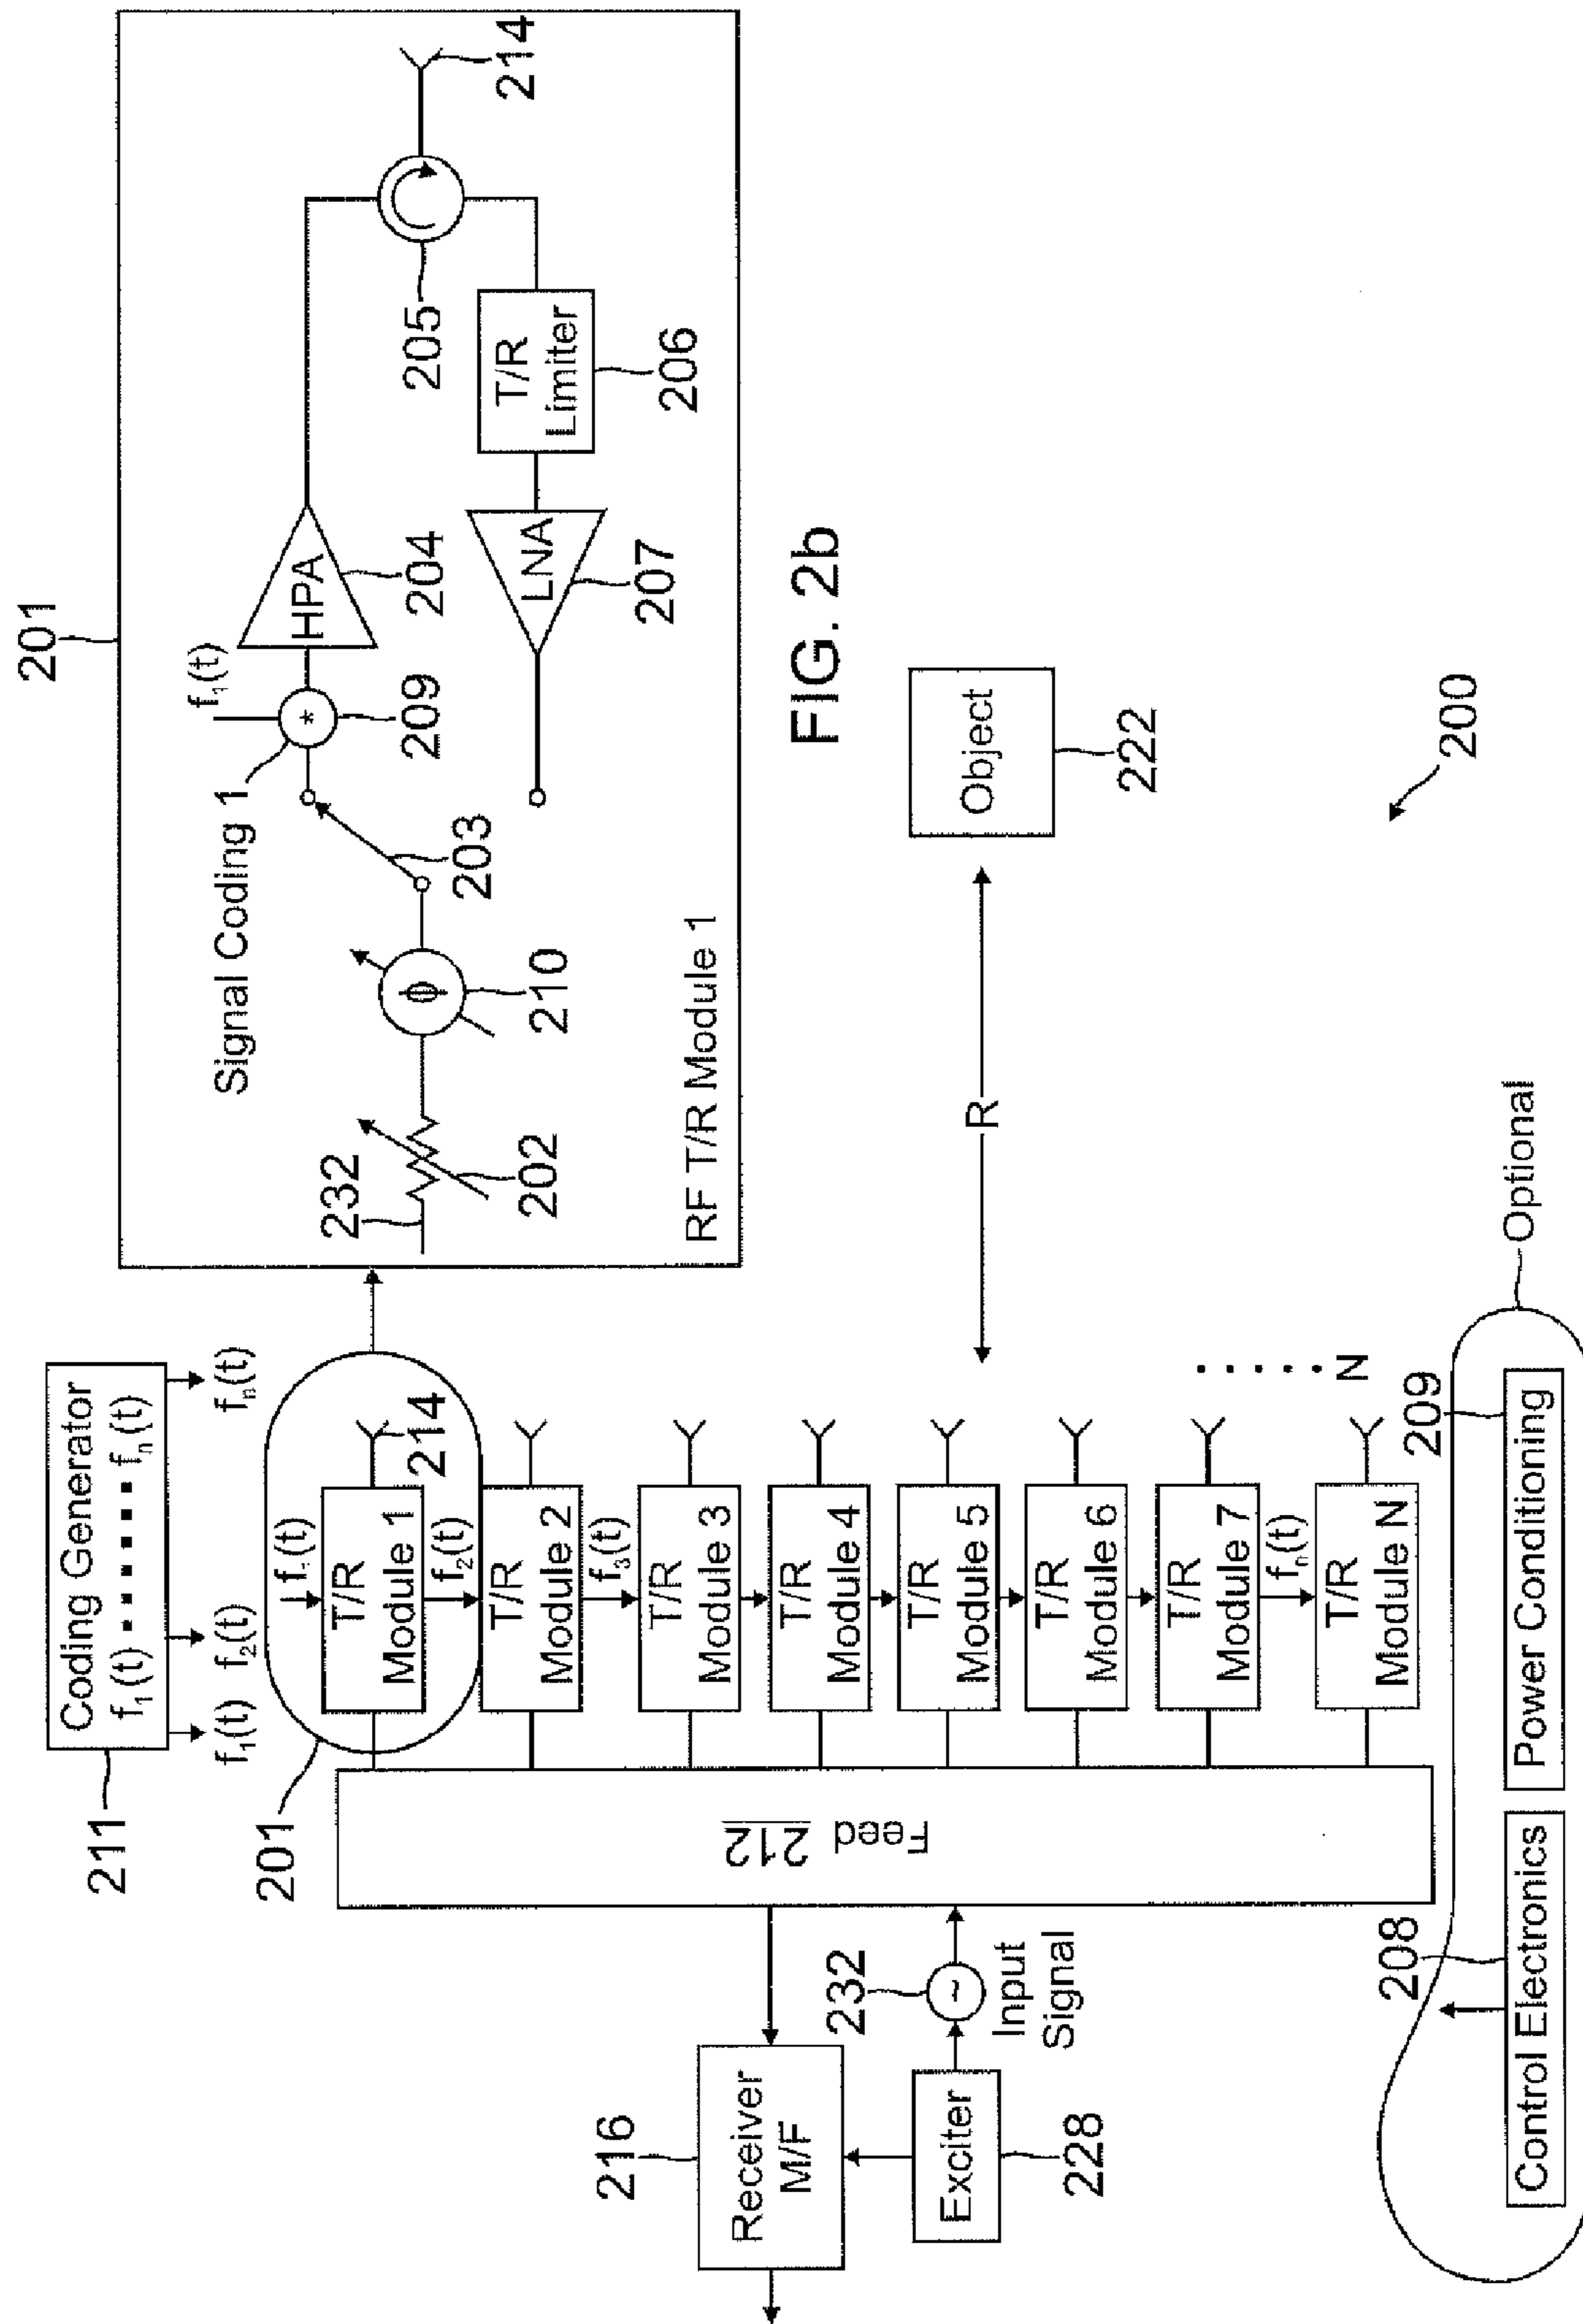 211
Coding Generator
f₁(t) ▪▪▪▪▪▪ fₙ(t)
f₁(t) f₂(t) fₙ(t)
201
f₁(t)
T/R
Module 1
214
f₂(t)
T/R
Module 2
f₃(t)
T/R
Module 3
T/R
Module 4
T/R
Module 5
T/R
Module 6
T/R
Module 7
fₙ(t)
T/R
Module N
.....N
Feed
212
216
Receiver
M/F
232
~
Input
Signal
Exciter
228
208
Control Electronics
209
Power Conditioning
Optional
201
Signal Coding 1
f₁(t)
*
209
HPA
204
214
205
T/R
Limiter
206
LNA
207
203
ϕ
210
232
202
RF T/R Module 1
FIG. 2b
R
Object
222
200